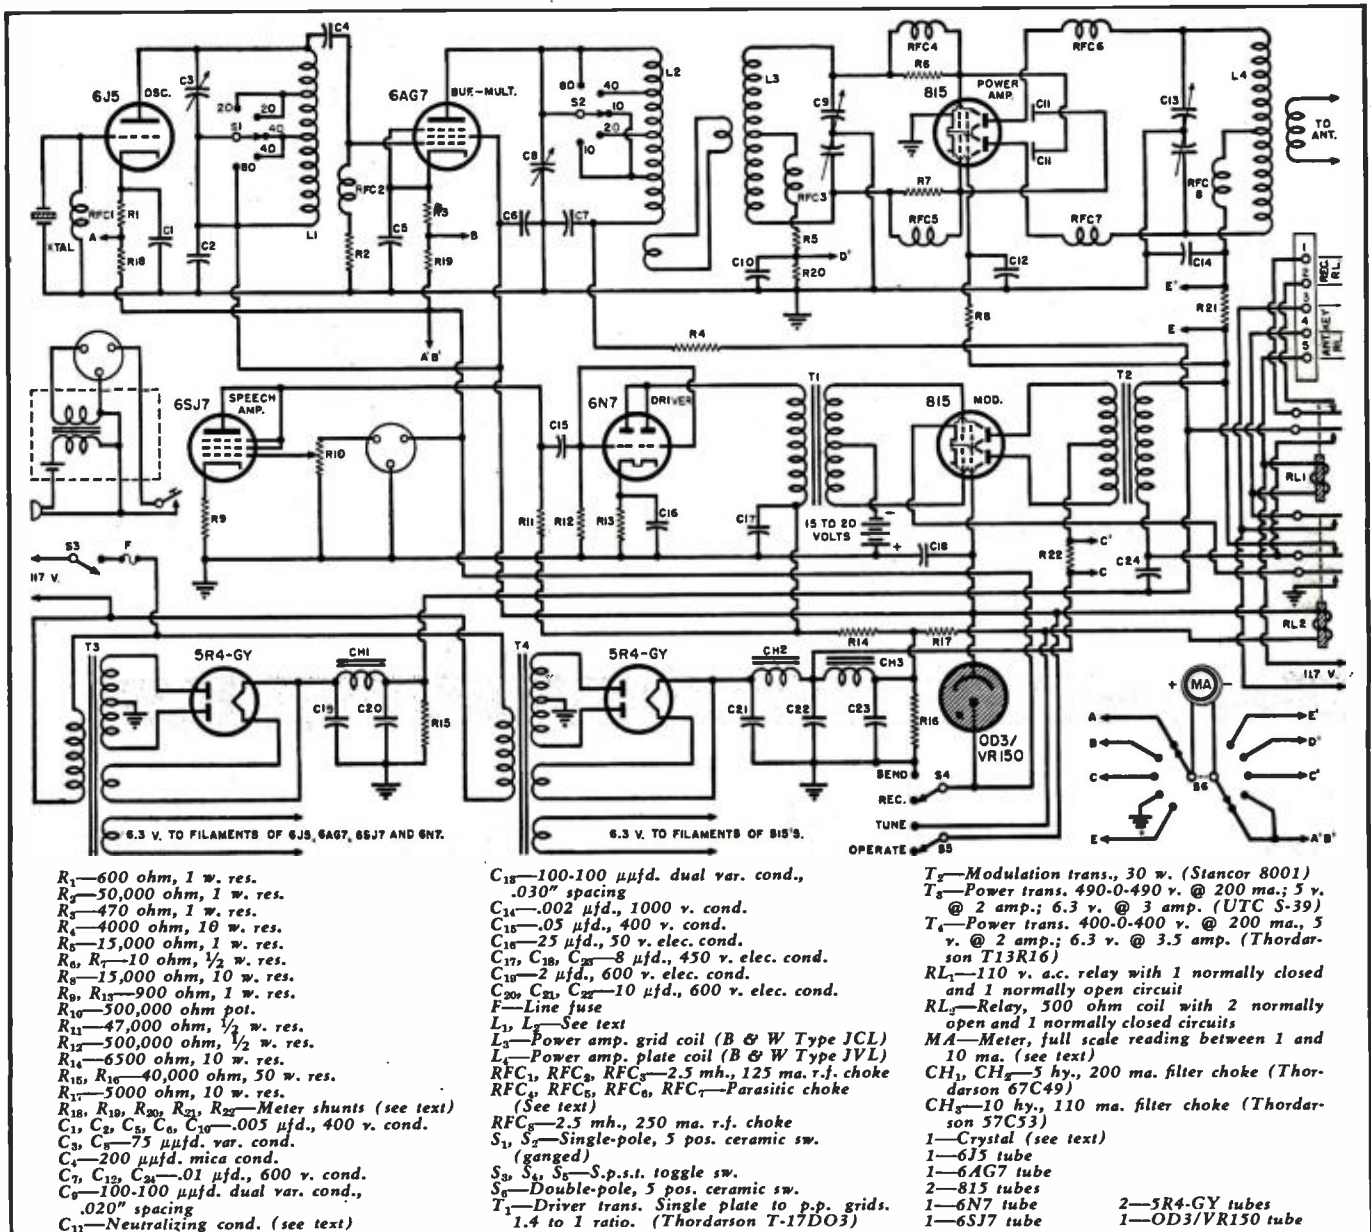 C4
6J5
OSC.
C3
20
20
S1
40
40
80
L1
XTAL
RFC1
R1
A
R18
C1
C2
RFC2
R2
6AG7
BUF.-MULT.
C5
R3
R19
B
A'B'
C6
C7
C8
80
40
S2
10
20
10
L2
L3
C9
RFC3
R5
D'
C10
R20
RFC4
R6
815
POWER
AMP.
C11
C11
R7
RFC5
C12
R8
RFC6
RFC7
C13
RFC
8
C14
L4
TO
ANT.
E'
E
R21
1
2
3
4
5
REC.
RL.
KEY
ANT.
RL.
R4
6SJ7
SPEECH
AMP.
R10
R9
R11
C15
R12
6N7
DRIVER
R13
C16
T1
C17
15 TO 20
VOLTS
-
+
C18
815
MOD.
T2
R22
C'
C
C24
RL1
RL2
117 V.
S3
F
117 V.
T3
5R4-GY
CH1
C19
C20
R15
T4
5R4-GY
CH2
CH3
C21
C22
C23
R14
R17
R16
OD3/
VR150
SEND
S4
REC.
TUNE
OPERATE
S5
+
MA
-
A
B
C
E
S6
E'
D'
C'
A'B'
6.3 V. TO FILAMENTS OF 6J5, 6AG7, 6SJ7 AND 6N7.
6.3 V. TO FILAMENTS OF 815'S.
R1—600 ohm, 1 w. res.
R2—50,000 ohm, 1 w. res.
R3—470 ohm, 1 w. res.
R4—4000 ohm, 10 w. res.
R5—15,000 ohm, 1 w. res.
R6, R7—10 ohm, ½ w. res.
R8—15,000 ohm, 10 w. res.
R9, R13—900 ohm, 1 w. res.
R10—500,000 ohm pot.
R11—47,000 ohm, ½ w. res.
R12—500,000 ohm, ½ w. res.
R14—6500 ohm, 10 w. res.
R15, R16—40,000 ohm, 50 w. res.
R17—5000 ohm, 10 w. res.
R18, R19, R20, R21, R22—Meter shunts (see text)
C1, C2, C5, C6, C10—.005 µfd., 400 v. cond.
C3, C8—75 µµfd. var. cond.
C4—200 µµfd. mica cond.
C7, C12, C24—.01 µfd., 600 v. cond.
C9—100-100 µµfd. dual var. cond.,
.020" spacing
C11—Neutralizing cond. (see text)
C13—100-100 µµfd. dual var. cond.,
.030" spacing
C14—.002 µfd., 1000 v. cond.
C15—.05 µfd., 400 v. cond.
C16—25 µfd., 50 v. elec. cond.
C17, C18, C23—8 µfd., 450 v. elec. cond.
C19—2 µfd., 600 v. elec. cond.
C20, C21, C22—10 µfd., 600 v. elec. cond.
F—Line fuse
L1, L2—See text
L3—Power amp. grid coil (B & W Type JCL)
L4—Power amp. plate coil (B & W Type JVL)
RFC1, RFC2, RFC3—2.5 mh., 125 ma. r.f. choke
RFC4, RFC5, RFC6, RFC7—Parasitic choke
(See text)
RFC8—2.5 mh., 250 ma. r.f. choke
S1, S2—Single-pole, 5 pos. ceramic sw.
(ganged)
S3, S4, S5—S.p.s.t. toggle sw.
S6—Double-pole, 5 pos. ceramic sw.
T1—Driver trans. Single plate to p.p. grids.
1.4 to 1 ratio. (Thordarson T-17DO3)
T2—Modulation trans., 30 w. (Stancor 8001)
T3—Power trans. 490-0-490 v. @ 200 ma.; 5 v.
@ 2 amp.; 6.3 v. @ 3 amp. (UTC S-39)
T4—Power trans. 400-0-400 v. @ 200 ma., 5
v. @ 2 amp.; 6.3 v. @ 3.5 amp. (Thordar-
son T13R16)
RL1—110 v. a.c. relay with 1 normally closed
and 1 normally open circuit
RL2—Relay, 500 ohm coil with 2 normally
open and 1 normally closed circuits
MA—Meter, full scale reading between 1 and
10 ma. (see text)
CH1, CH2—5 hy., 200 ma. filter choke (Thor-
darson 67C49)
CH3—10 hy., 110 ma. filter choke (Thordar-
son 57C53)
1—Crystal (see text)
1—6J5 tube
1—6AG7 tube
2—815 tubes
1—6N7 tube
1—6SJ7 tube
2—5R4-GY tubes
1—OD3/VR150 tube